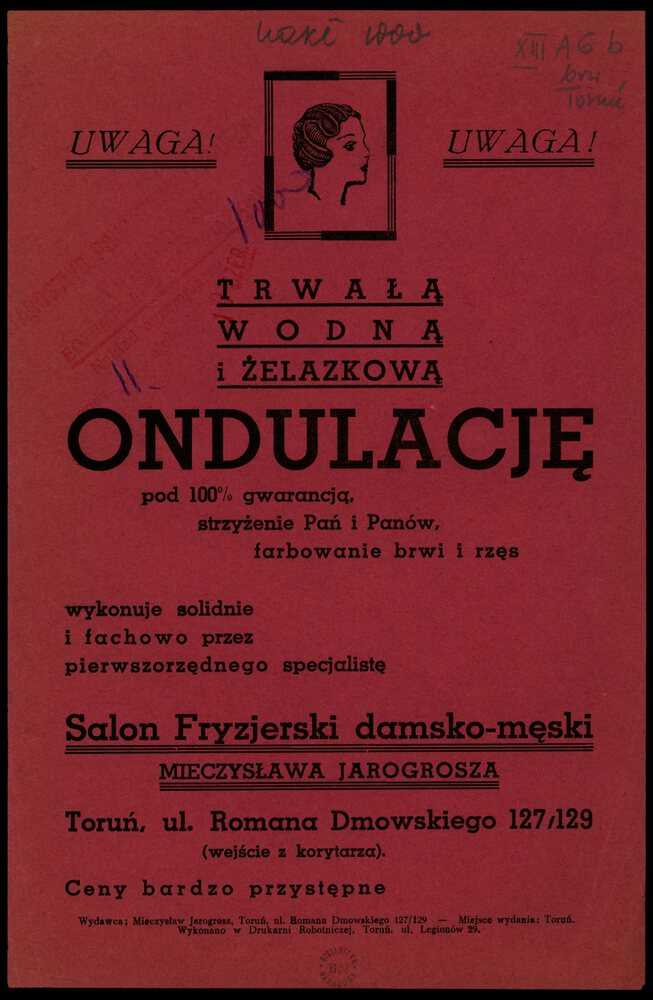 XIII A 6 b
Toruń
UWAGA!
UWAGA!
TRWAŁĄ
WODNĄ
i ŻELAZKOWĄ
ONDULACJĘ
pod 100% gwarancją,
strzyżenie Pań i Panów,
farbowanie brwi i rzęs
wykonuje solidnie
i fachowo przez
pierwszorzędnego specjalistę
Salon Fryzjerski damsko-męski
MIECZYSŁAWA JAROGROSZA
Toruń, ul. Romana Dmowskiego 127/129
(wejście z korytarza).
Ceny bardzo przystępne
Wydawca: Mieczysław Jarogrosz, Toruń, ul. Romana Dmowskiego 127/129 — Miejsce wydania: Toruń.
Wykonano w Drukarni Robotniczej, Toruń, ul. Legionów 29.